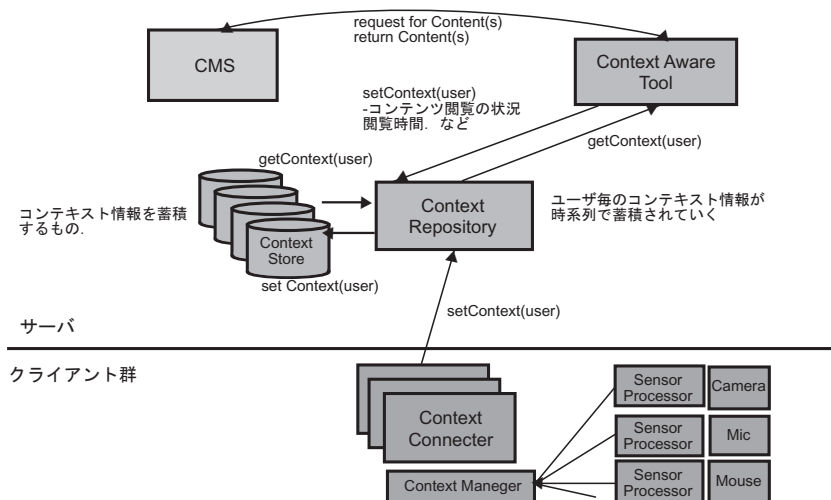 request for Content(s)
return Content(s)
CMS
Context Aware
Tool
setContext(user)
-コンテンツ閲覧の状況
閲覧時間. など
getContext(user)
getContext(user)
コンテキスト情報を蓄積
するもの.
Context
Store
Context
Repository
ユーザ毎のコンテキスト情報が
時系列で蓄積されていく
set Context(user)
setContext(user)
サーバ
クライアント群
Context
Connecter
Sensor
Processor
Camera
Sensor
Processor
Mic
Context Maneger
Sensor
Processor
Mouse